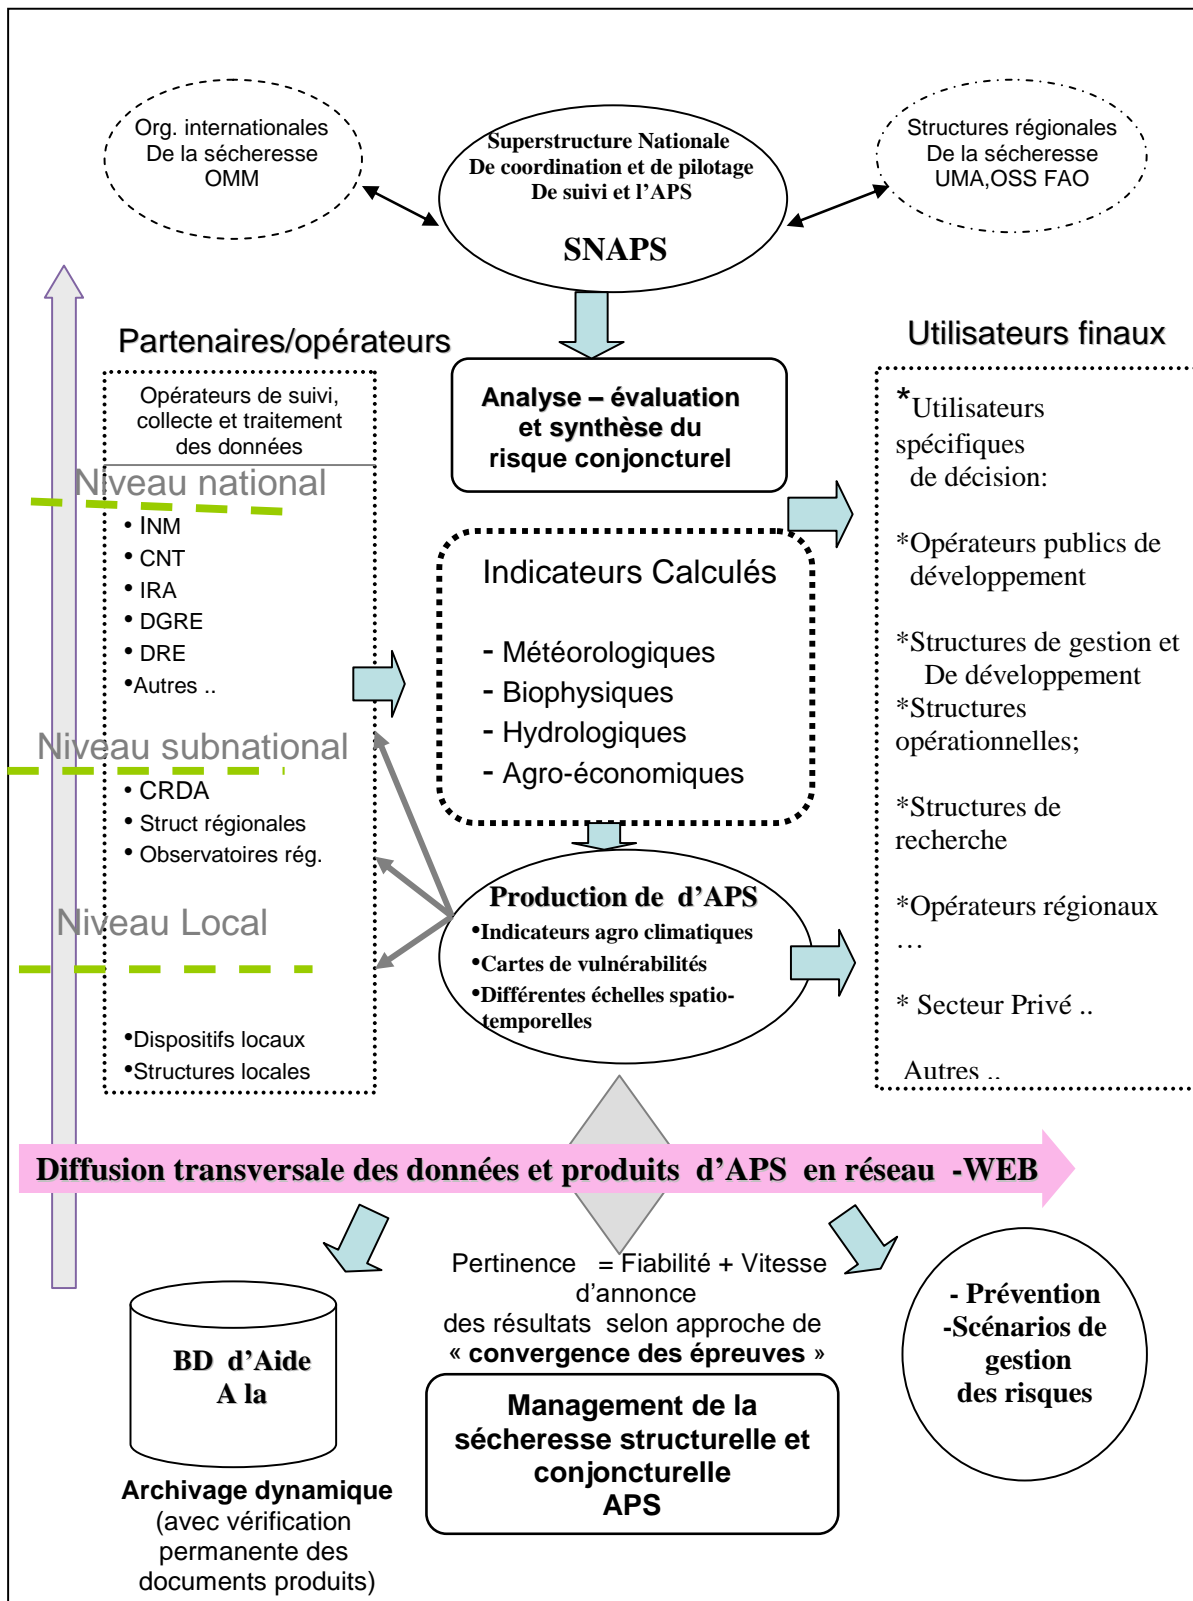 Org. internationales
De la sécheresse
OMM
Superstructure Nationale
De coordination et de pilotage
De suivi et l’APS
SNAPS
Structures régionales
De la sécheresse
UMA,OSS FAO
Partenaires/opérateurs
Opérateurs de suivi,
collecte et traitement
des données
Niveau national
• INM
• CNT
• IRA
• DGRE
• DRE
•Autres ..
Niveau subnational
• CRDA
• Struct régionales
• Observatoires rég.
Niveau Local
•Dispositifs locaux
•Structures locales
Analyse – évaluation
et synthèse du
risque conjoncturel
Indicateurs Calculés
- Météorologiques
- Biophysiques
- Hydrologiques
- Agro-économiques
Production de d’APS
•Indicateurs agro climatiques
•Cartes de vulnérabilités
•Différentes échelles spatio-
temporelles
Utilisateurs finaux
*Utilisateurs
spécifiques
de décision:
*Opérateurs publics de
développement
*Structures de gestion et
De développement
*Structures
opérationnelles;
*Structures de
recherche
*Opérateurs régionaux
…
* Secteur Privé ..
Autres ..
Diffusion transversale des données et produits d’APS en réseau -WEB
BD d’Aide
A la
Archivage dynamique
(avec vérification
permanente des
documents produits)
Pertinence = Fiabilité + Vitesse
d’annonce
des résultats selon approche de
« convergence des épreuves »
Management de la
sécheresse structurelle et
conjoncturelle
APS
- Prévention
-Scénarios de
gestion
des risques